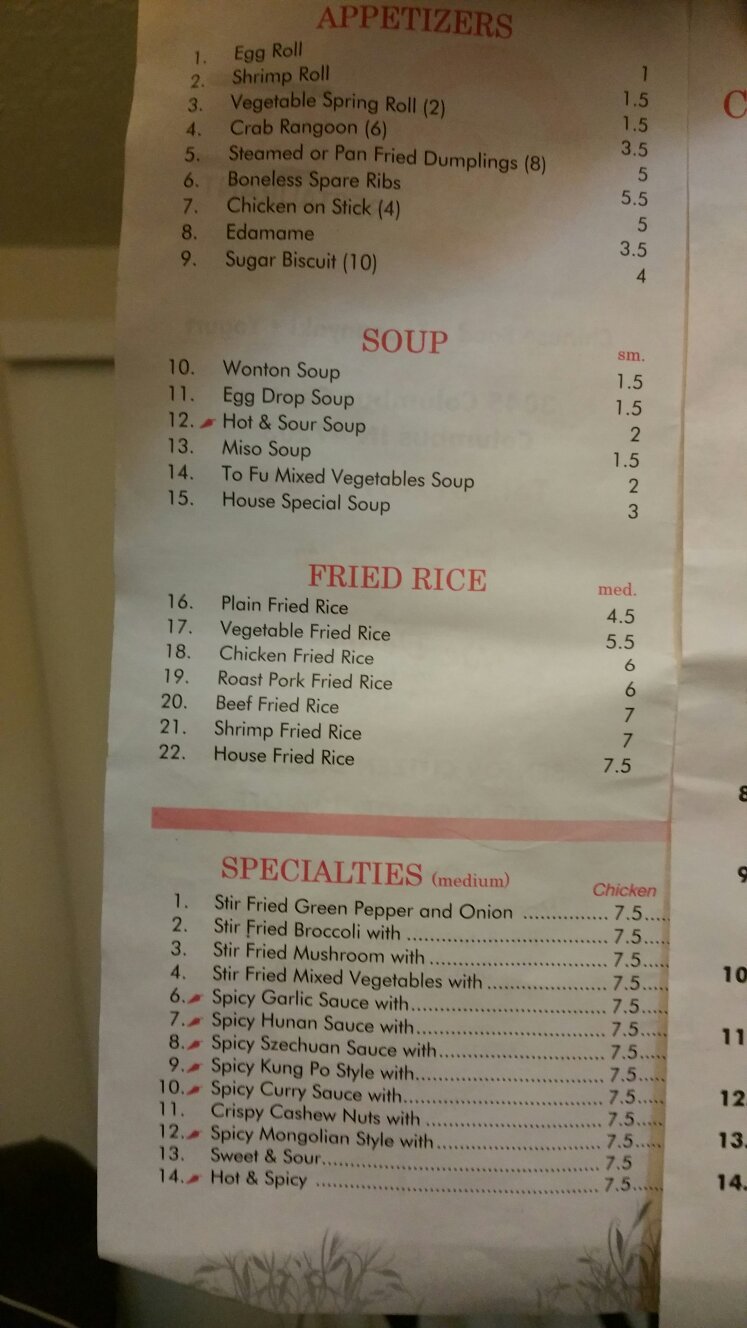 APPETIZERS
1. Egg Roll 1
2. Shrimp Roll 1.5
3. Vegetable Spring Roll (2) 1.5
4. Crab Rangoon (6) 3.5
5. Steamed or Pan Fried Dumplings (8) 5
6. Boneless Spare Ribs 5.5
7. Chicken on Stick (4) 5
8. Edamame 3.5
9. Sugar Biscuit (10) 4
SOUP sm.
10. Wonton Soup 1.5
11. Egg Drop Soup 1.5
12. Hot & Sour Soup 2
13. Miso Soup 1.5
14. To Fu Mixed Vegetables Soup 2
15. House Special Soup 3
FRIED RICE med.
16. Plain Fried Rice 4.5
17. Vegetable Fried Rice 5.5
18. Chicken Fried Rice 6
19. Roast Pork Fried Rice 6
20. Beef Fried Rice 7
21. Shrimp Fried Rice 7
22. House Fried Rice 7.5
SPECIALTIES (medium) Chicken
1. Stir Fried Green Pepper and Onion ............... 7.5.....
2. Stir Fried Broccoli with ................................... 7.5.....
3. Stir Fried Mushroom with ............................... 7.5.....
4. Stir Fried Mixed Vegetables with ..................... 7.5.....
6. Spicy Garlic Sauce with.................................. 7.5.....
7. Spicy Hunan Sauce with................................. 7.5.....
8. Spicy Szechuan Sauce with............................. 7.5.....
9. Spicy Kung Po Style with................................. 7.5.....
10. Spicy Curry Sauce with................................... 7.5.....
11. Crispy Cashew Nuts with ............................... 7.5.....
12. Spicy Mongolian Style with............................. 7.5.....
13. Sweet & Sour................................................ 7.5
14. Hot & Spicy ................................................. 7.5......
C
8
9
10
11
12.
13.
14.